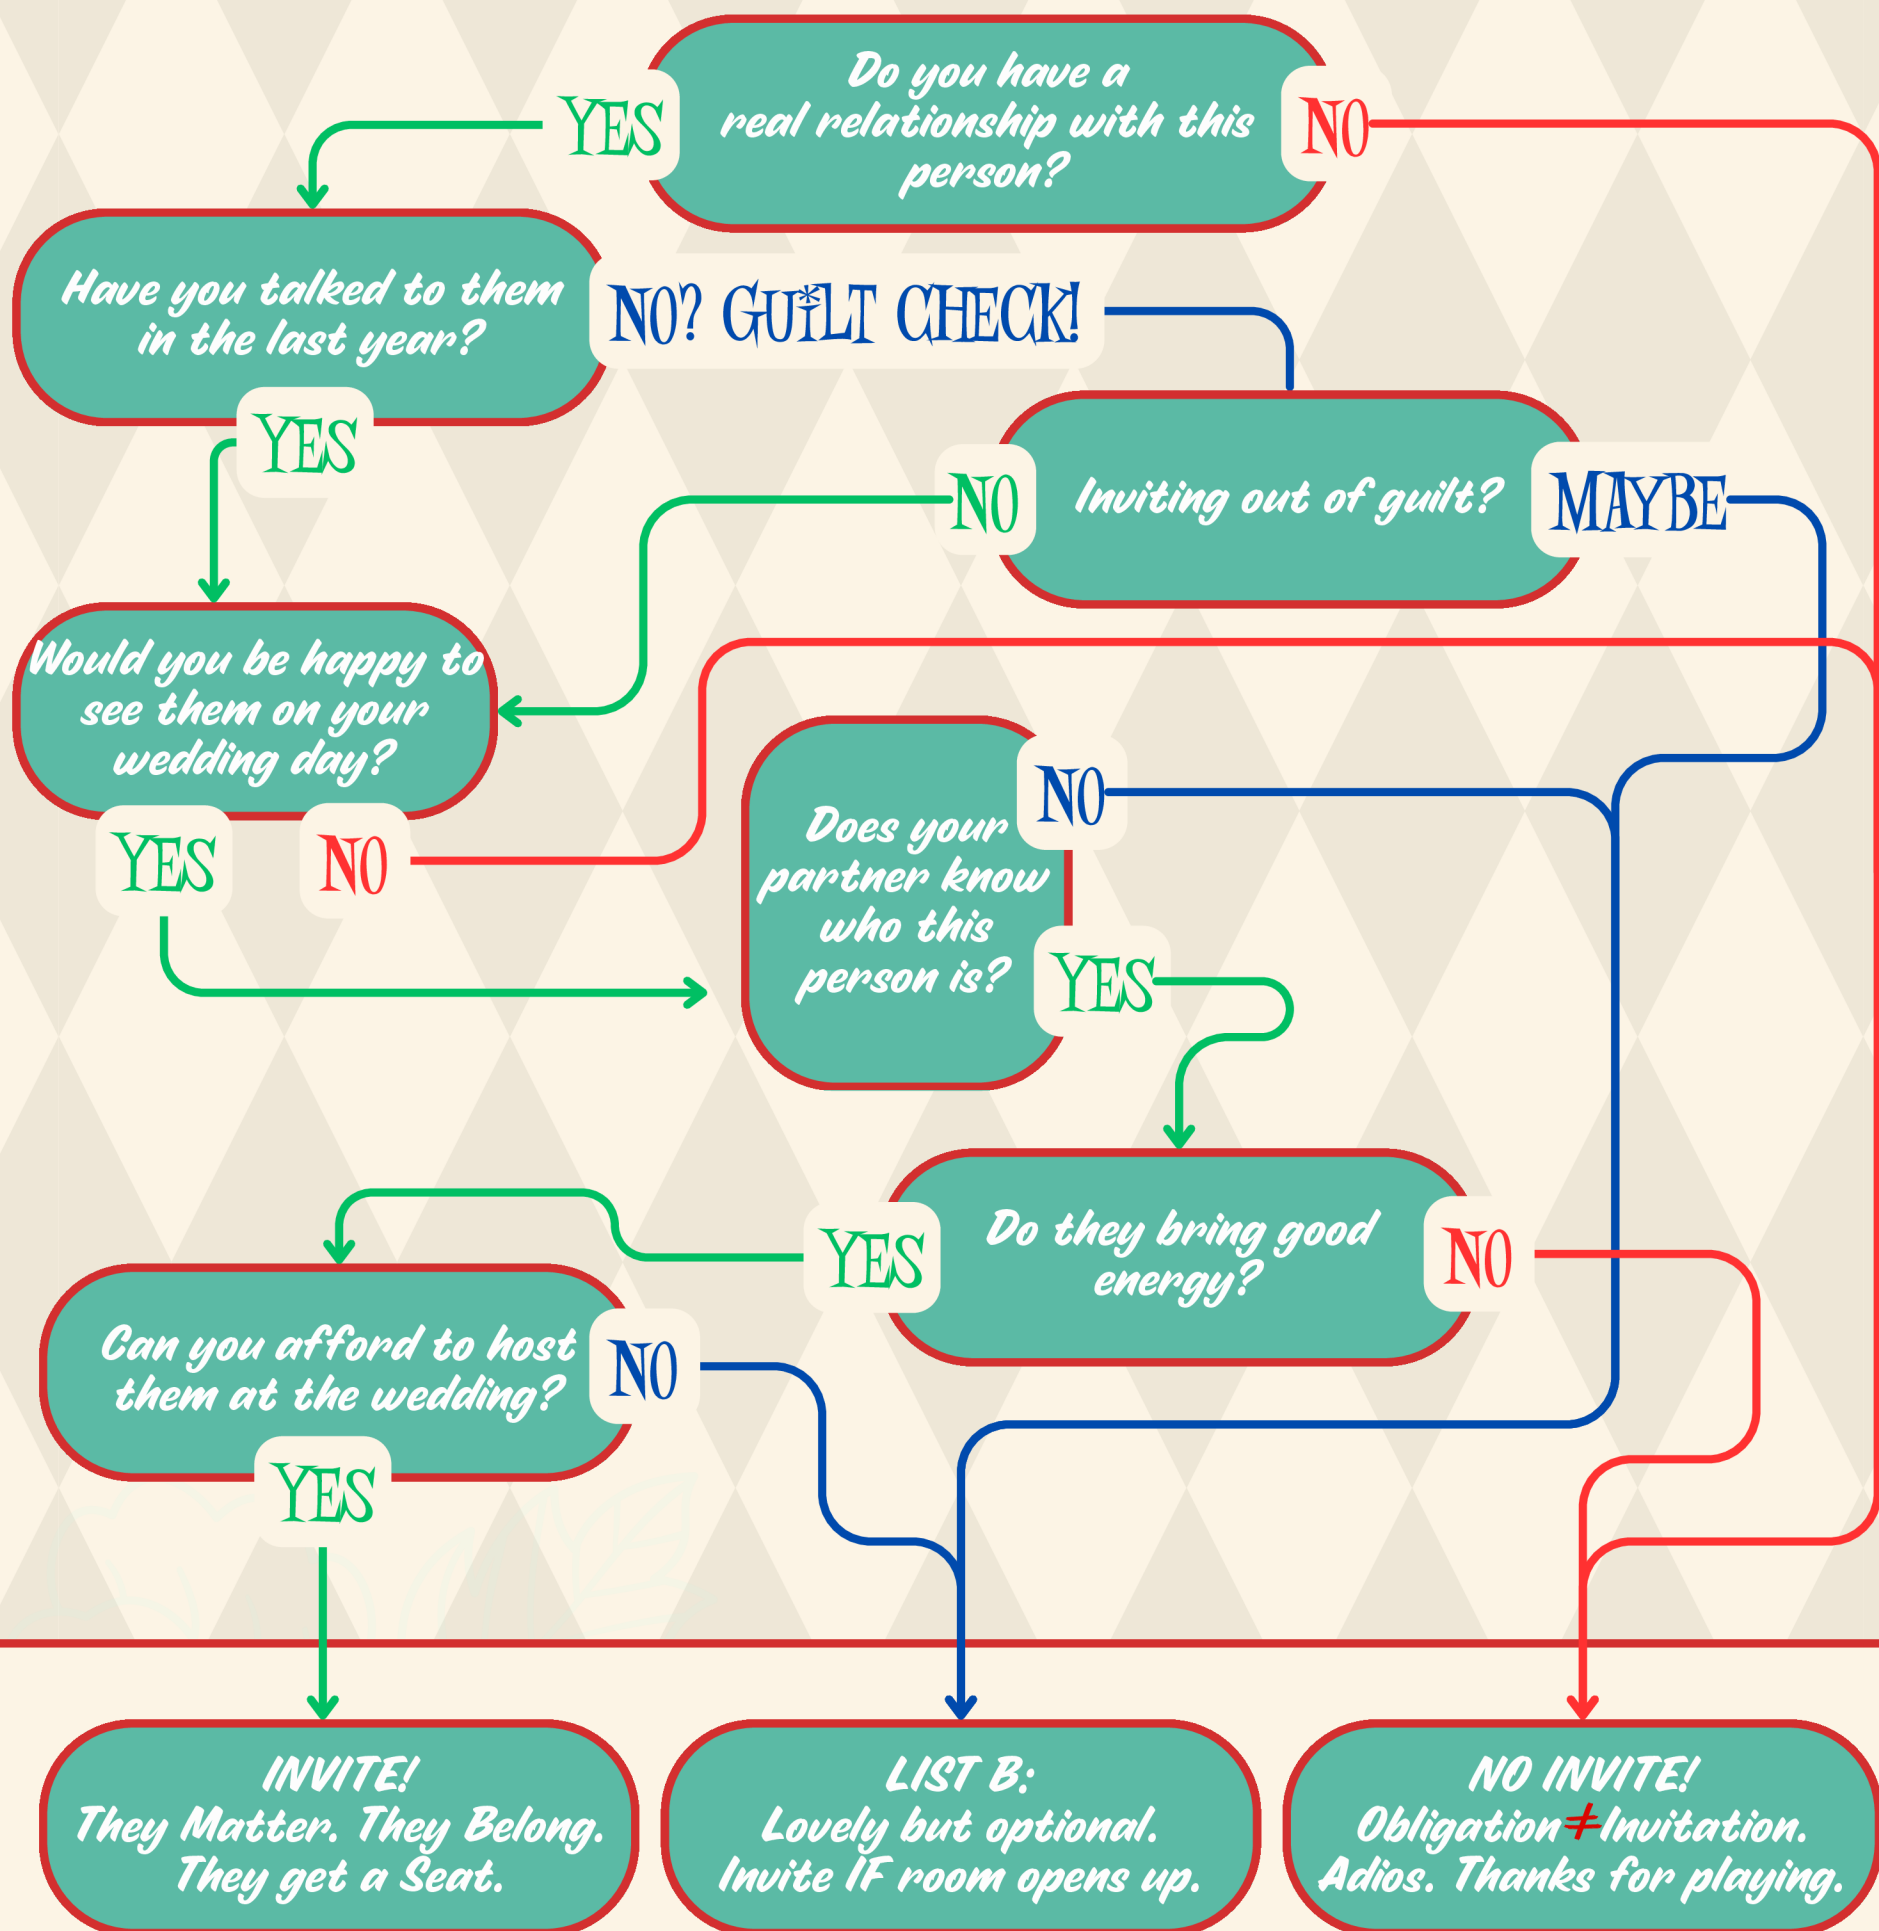 Do you have a
real relationship with this
person?
YES
NO
Have you talked to them
in the last year?
NO? GUILT CHECK!
YES
Inviting out of guilt?
NO
MAYBE
Would you be happy to
see them on your
wedding day?
YES
NO
Does your
partner know
who this
person is?
NO
YES
Do they bring good
energy?
YES
NO
Can you afford to host
them at the wedding?
NO
YES
INVITE!
They Matter. They Belong.
They get a Seat.
LIST B:
Lovely but optional.
Invite IF room opens up.
NO INVITE!
Obligation≠Invitation.
Adios. Thanks for playing.